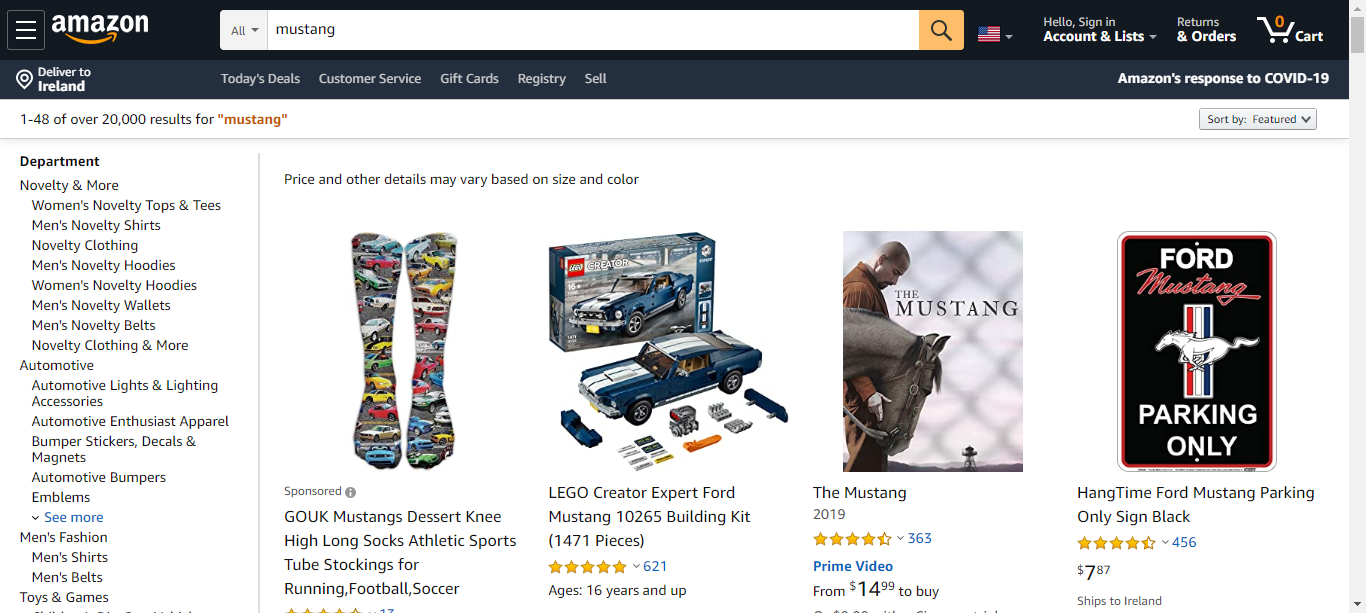 amazon
All
mustang
Hello, Sign in
Account & Lists
Returns
& Orders
0
Cart
Deliver to
Ireland
Today's Deals
Customer Service
Gift Cards
Registry
Sell
Amazon's response to COVID-19
1-48 of over 20,000 results for "mustang"
Sort by: Featured
Department
Novelty & More
Women's Novelty Tops & Tees
Men's Novelty Shirts
Novelty Clothing
Men's Novelty Hoodies
Women's Novelty Hoodies
Men's Novelty Wallets
Men's Novelty Belts
Novelty Clothing & More
Automotive
Automotive Lights & Lighting
Accessories
Automotive Enthusiast Apparel
Bumper Stickers, Decals &
Magnets
Automotive Bumpers
Emblems
See more
Men's Fashion
Men's Shirts
Men's Belts
Toys & Games
Price and other details may vary based on size and color
Sponsored
GOUK Mustangs Dessert Knee
High Long Socks Athletic Sports
Tube Stockings for
Running,Football,Soccer
13
LEGO
CREATOR
16+
LEGO Creator Expert Ford
Mustang 10265 Building Kit
(1471 Pieces)
621
Ages: 16 years and up
THE
MUSTANG
The Mustang
2019
363
Prime Video
From $14.99 to buy
FORD
Mustang
PARKING
ONLY
HangTime Ford Mustang Parking
Only Sign Black
456
$7.87
Ships to Ireland